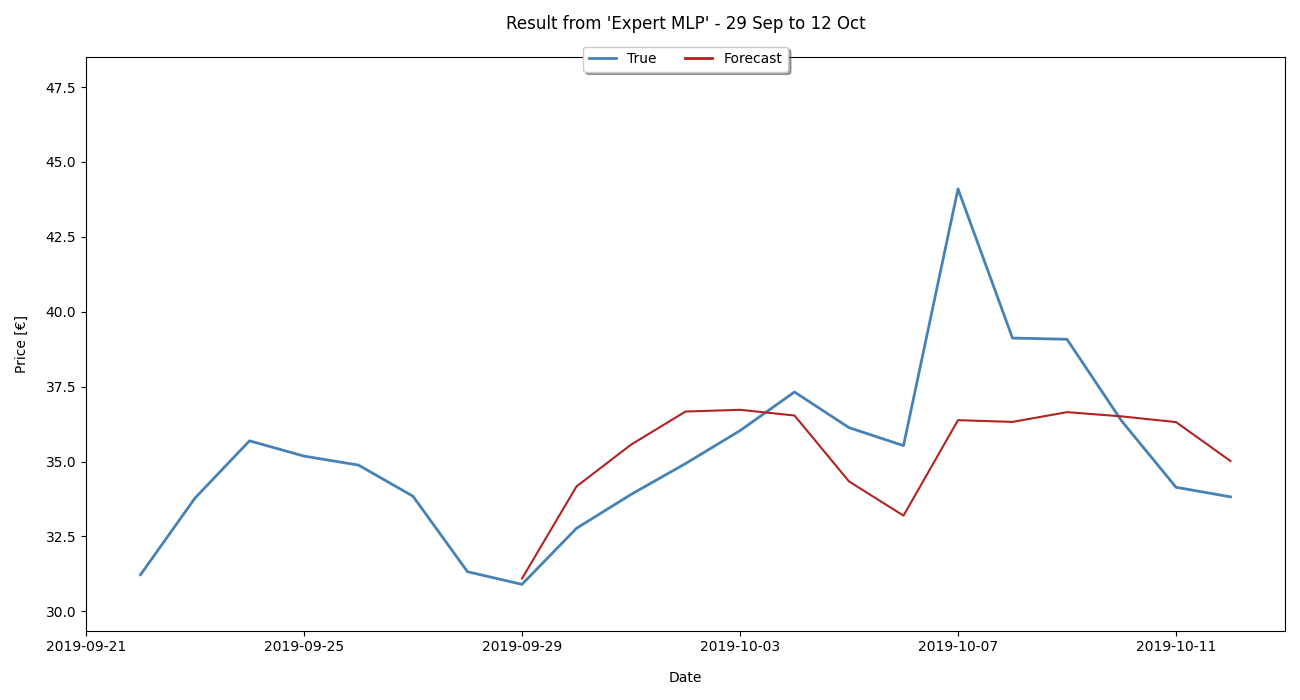 Result from 'Expert MLP' - 29 Sep to 12 Oct
True Forecast
47.5
45.0
42.5
40.0
37.5
35.0
32.5
30.0
Price [€]
2019-09-21 2019-09-25 2019-09-29 2019-10-03 2019-10-07 2019-10-11
Date